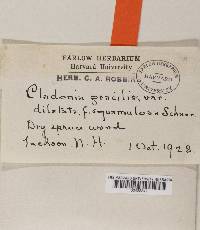 FARLOW HERBARIUM
Harvard University
HERB. C. A. ROBBINS
Cladonia gracilis, var.
dilatata, f. squamulosa Schaer.
Dry spruce wood
Jackson N. H. 1 Oct. 1928